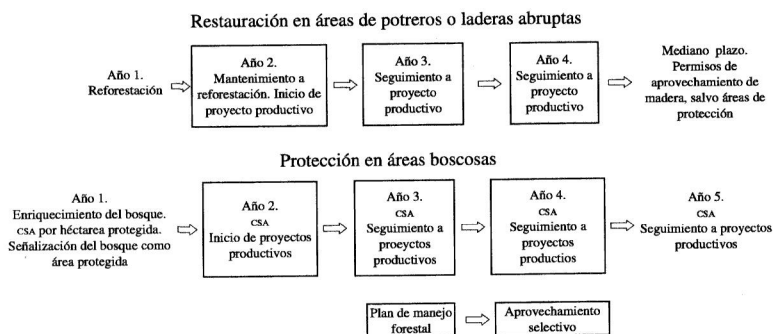 Restauración en áreas de potreros o laderas abruptas
Año 1.
Reforestación
Año 2.
Mantenimiento a
reforestación. Inicio de
proyecto productivo
Año 3.
Seguimiento a
proyecto
productivo
Año 4.
Seguimiento a
proyecto
productivo
Mediano plazo.
Permisos de
aprovechamiento de
madera, salvo áreas de
protección
Protección en áreas boscosas
Año 1.
Enriquecimiento del bosque.
CSA por héctarea protegida.
Señalización del bosque como
área protegida
Año 2.
CSA
Inicio de proyectos
productivos
Año 3.
CSA
Seguimiento a
proeyctos
productivos
Año 4.
CSA
Seguimiento a
proyectos
productios
Año 5.
CSA
Seguimiento a proyectos
productivos
Plan de manejo
forestal
Aprovechamiento
selectivo